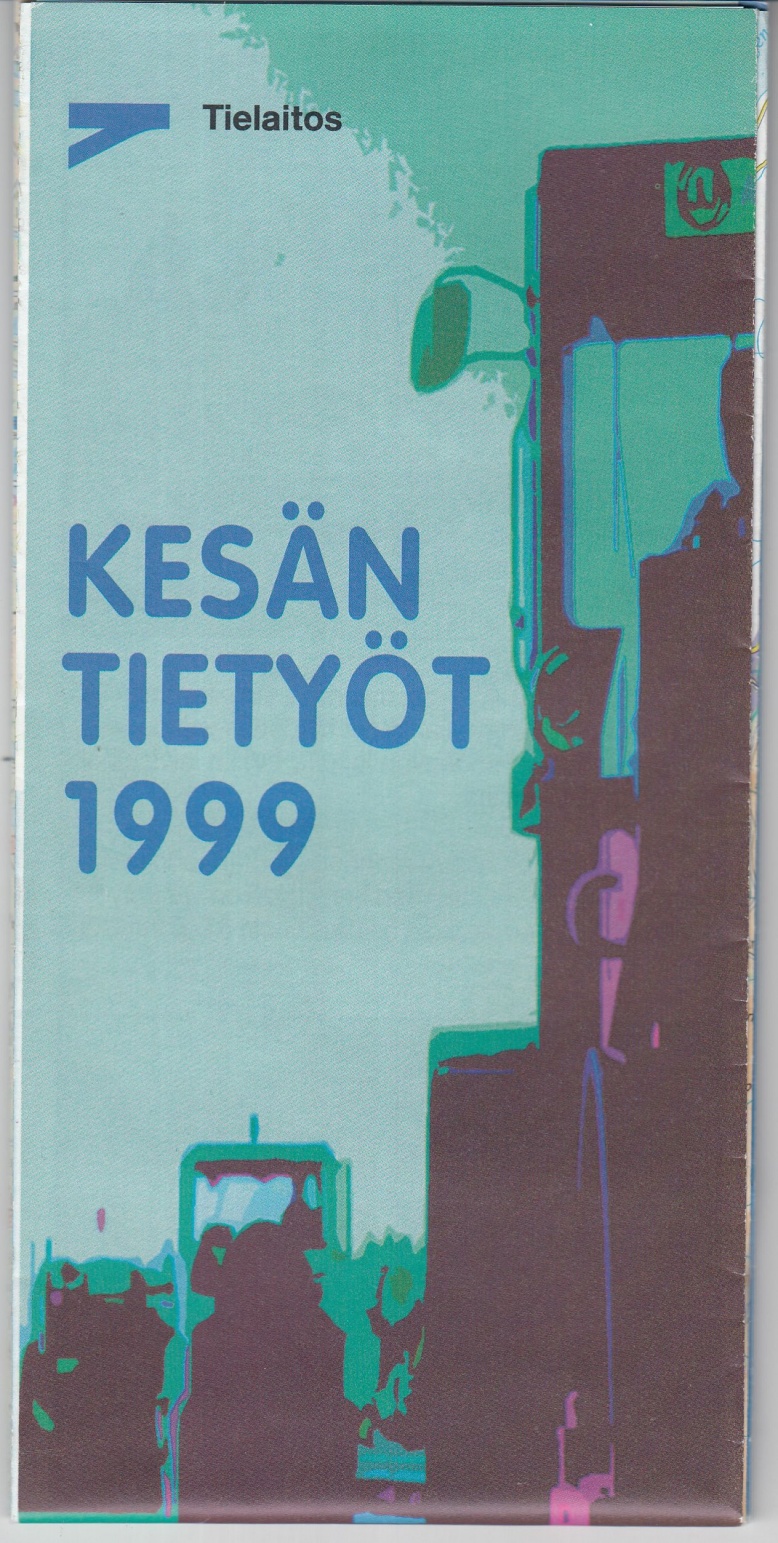 Tielaitos
KESÄN
TIETYÖT
1999